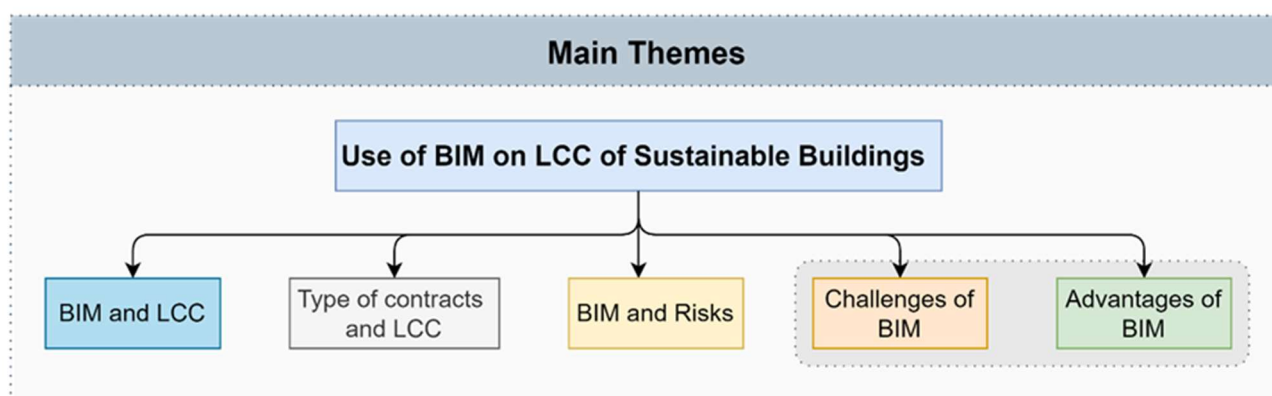 Main Themes
Use of BIM on LCC of Sustainable Buildings
BIM and LCC
Type of contracts
and LCC
BIM and Risks
Challenges of
BIM
Advantages of
BIM